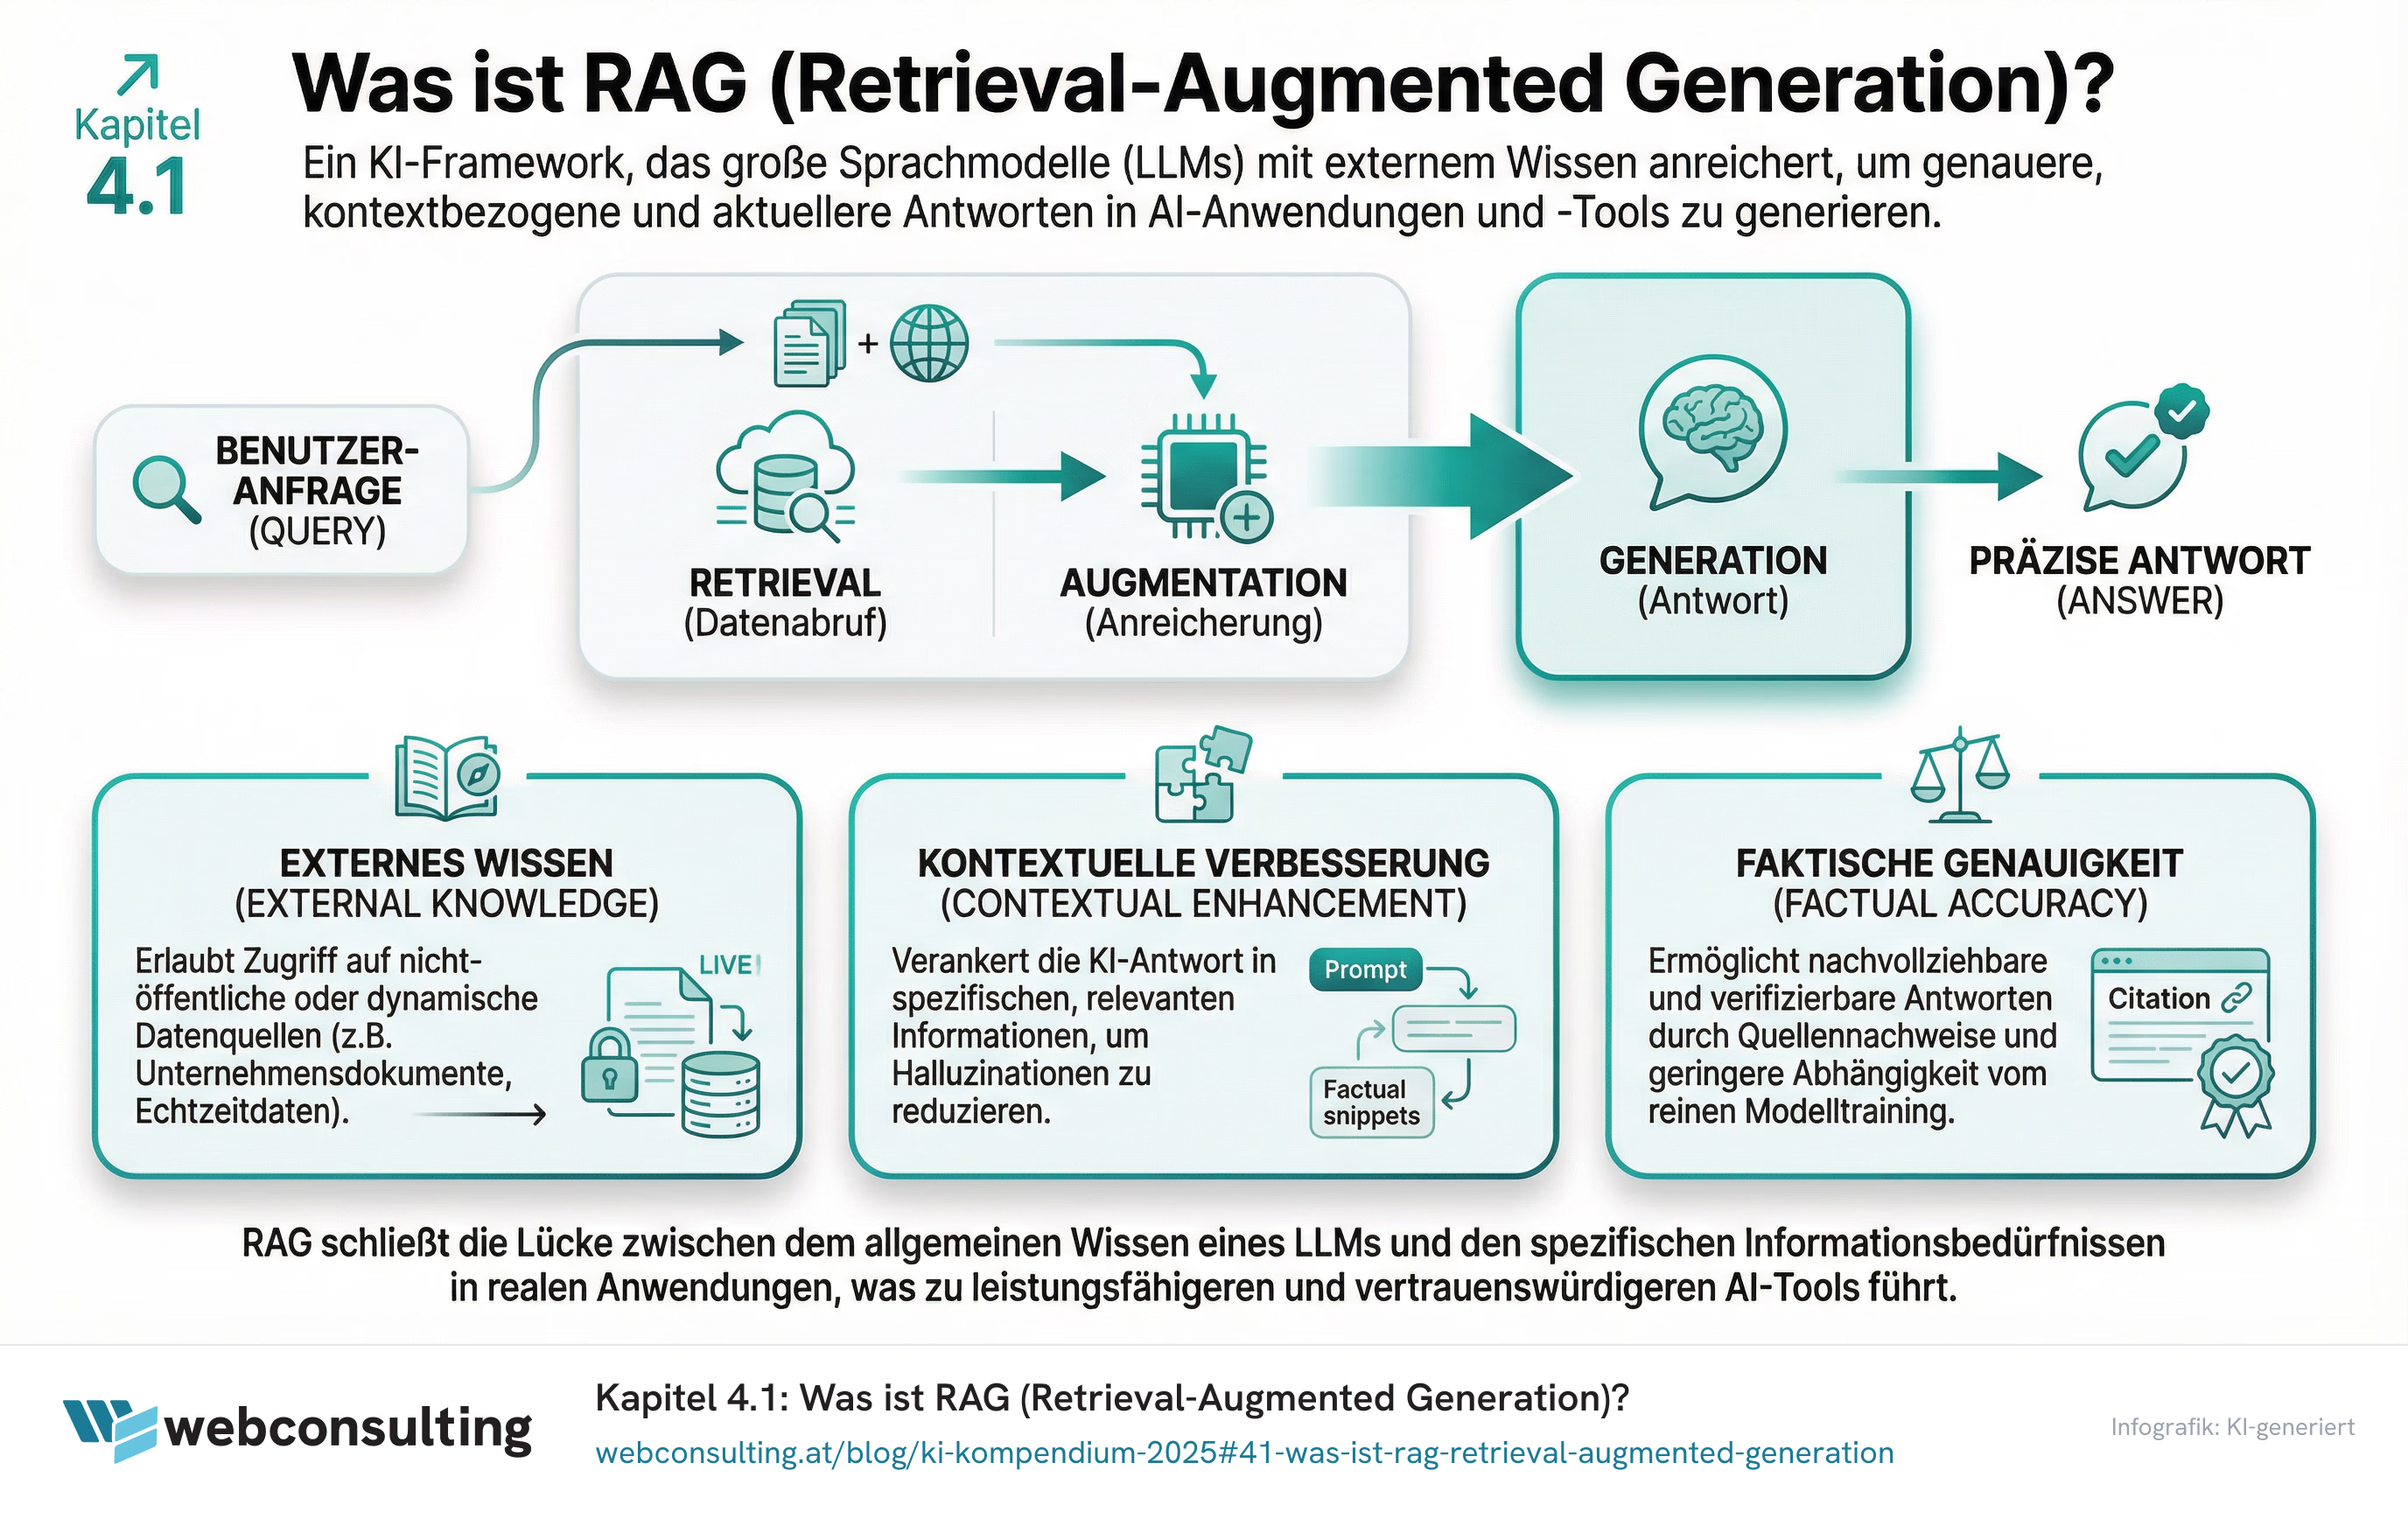 Kapitel
4.1
Was ist RAG (Retrieval-Augmented Generation)?
Ein KI-Framework, das große Sprachmodelle (LLMs) mit externem Wissen anreichert, um genauere,
kontextbezogene und aktuellere Antworten in AI-Anwendungen und -Tools zu generieren.
BENUTZER-
ANFRAGE
(QUERY)
+
RETRIEVAL
(Datenabruf)
AUGMENTATION
(Anreicherung)
GENERATION
(Antwort)
PRÄZISE ANTWORT
(ANSWER)
EXTERNES WISSEN
(EXTERNAL KNOWLEDGE)
Erlaubt Zugriff auf nicht-
öffentliche oder dynamische
Datenquellen (z.B.
Unternehmensdokumente,
Echtzeitdaten).
LIVE
KONTEXTUELLE VERBESSERUNG
(CONTEXTUAL ENHANCEMENT)
Verankert die KI-Antwort in
spezifischen, relevanten
Informationen, um
Halluzinationen zu
reduzieren.
Prompt
Factual
snippets
FAKTISCHE GENAUIGKEIT
(FACTUAL ACCURACY)
Ermöglicht nachvollziehbare
und verifizierbare Antworten
durch Quellennachweise und
geringere Abhängigkeit vom
reinen Modelltraining.
Citation
RAG schließt die Lücke zwischen dem allgemeinen Wissen eines LLMs und den spezifischen Informationsbedürfnissen
in realen Anwendungen, was zu leistungsfähigeren und vertrauenswürdigeren AI-Tools führt.
webconsulting
Kapitel 4.1: Was ist RAG (Retrieval-Augmented Generation)?
webconsulting.at/blog/ki-kompendium-2025#41-was-ist-rag-retrieval-augmented-generation
Infografik: KI-generiert